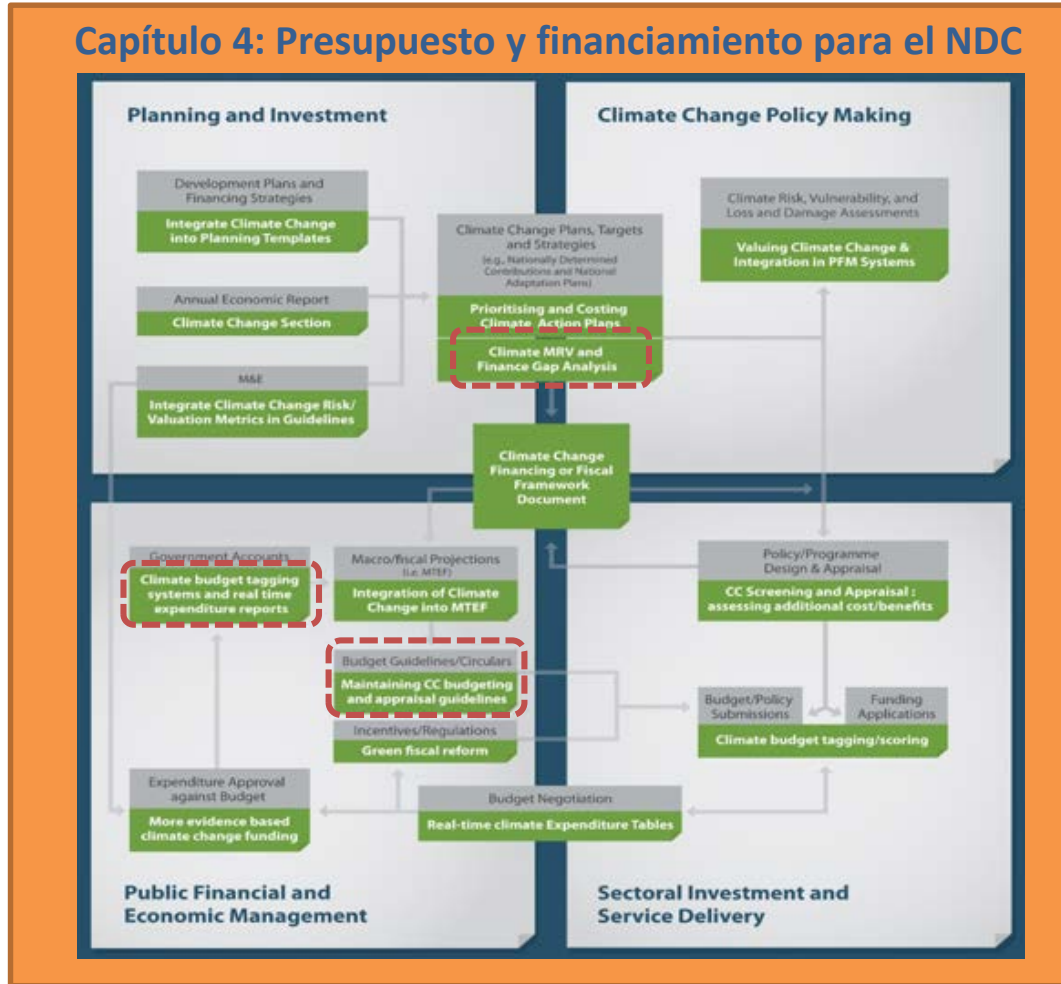 Capítulo 4: Presupuesto y financiamiento para el NDC
Planning and Investment
Development Plans and
Financing Strategies
Integrate Climate Change
into Planning Templates
Annual Economic Report
Climate Change Section
M&E
Integrate Climate Change Risk/
Valuation Metrics in Guidelines
Climate Change Policy Making
Climate Change Plans, Targets
and Strategies
(e.g., Nationally Determined
Contributions and National
Adaptation Plans)
Prioritising and Costing
Climate Action Plans
Climate MRV and
Finance Gap Analysis
Climate Risk, Vulnerability, and
Loss and Damage Assessments
Valuing Climate Change &
Integration in PFM Systems
Climate Change
Financing or Fiscal
Framework
Document
Government Accounts
Climate budget tagging
systems and real time
expenditure reports
Macro/fiscal Projections
(i.e. MTEF)
Integration of Climate
Change into MTEF
Budget Guidelines/Circulars
Maintaining CC budgeting
and appraisal guidelines
Incentives/Regulations
Green fiscal reform
Expenditure Approval
against Budget
More evidence based
climate change funding
Budget Negotiation
Real-time climate Expenditure Tables
Public Financial and
Economic Management
Policy/Programme
Design & Appraisal
CC Screening and Appraisal :
assessing additional cost/benefits
Budget/Policy
Submissions
Funding
Applications
Climate budget tagging/scoring
Sectoral Investment and
Service Delivery